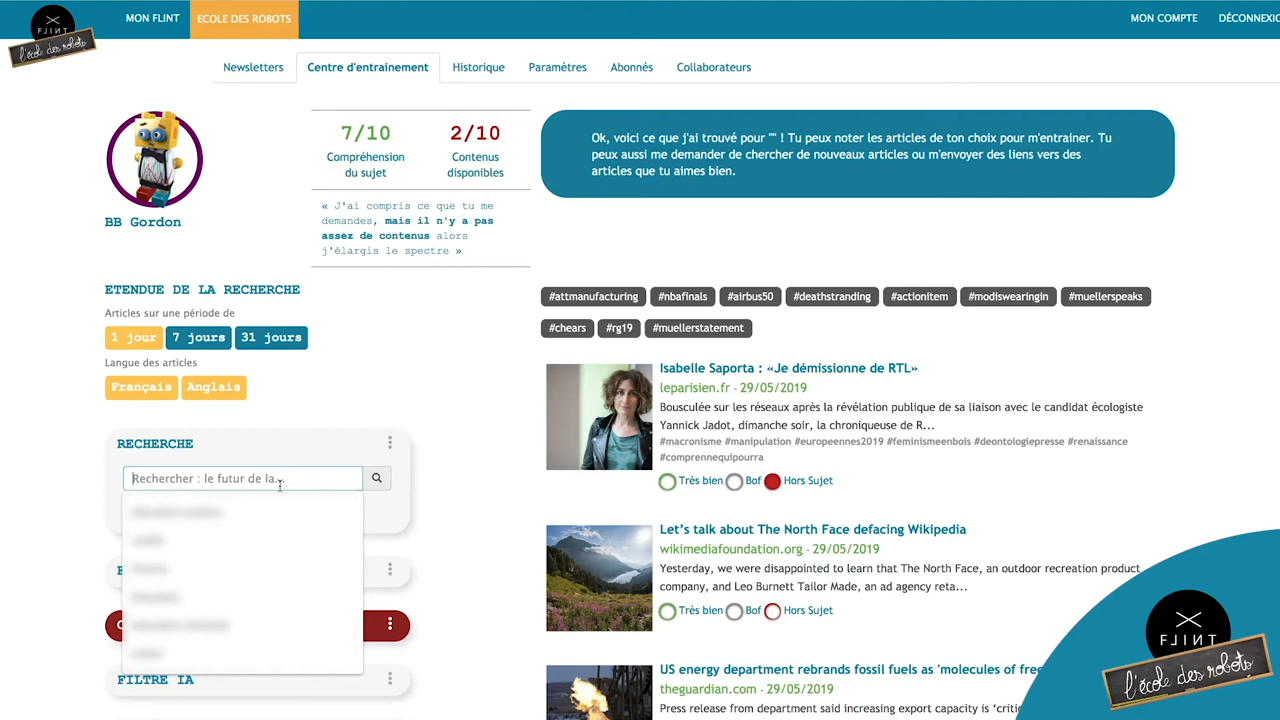 MON FLINT
ECOLE DES ROBOTS
MON COMPTE
DÉCONNEXIO
FLINT
l'école des robots
Newsletters
Centre d'entrainement
Historique
Paramètres
Abonnés
Collaborateurs
7/10
Compréhension
du sujet
2/10
Contenus
disponibles
« J'ai compris ce que tu me
demandes, mais il n'y a pas
assez de contenus alors
j'élargis le spectre »
BB Gordon
Ok, voici ce que j'ai trouvé pour "" ! Tu peux noter les articles de ton choix pour m'entrainer. Tu
peux aussi me demander de chercher de nouveaux articles ou m'envoyer des liens vers des
articles que tu aimes bien.
ETENDUE DE LA RECHERCHE
Articles sur une période de
1 jour
7 jours
31 jours
Langue des articles
Français
Anglais
RECHERCHE
Rechercher : le futur de la...
FILTRE IA
#attmanufacturing #nbafinals #airbus50 #deathstranding #actionitem #modiswearingin #muellerspeaks
#chears #rg19 #muellerstatement
Isabelle Saporta : «Je démissionne de RTL»
leparisien.fr - 29/05/2019
Bousculée sur les réseaux après la révélation publique de sa liaison avec le candidat écologiste
Yannick Jadot, dimanche soir, la chroniqueuse de R...
#macronisme #manipulation #europeennes2019 #feminismeenbois #deontologiepresse #renaissance
#comprennequipourra
Très bien Bof Hors Sujet
Let's talk about The North Face defacing Wikipedia
wikimediafoundation.org - 29/05/2019
Yesterday, we were disappointed to learn that The North Face, an outdoor recreation product
company, and Leo Burnett Tailor Made, an ad agency reta...
Très bien Bof Hors Sujet
US energy department rebrands fossil fuels as 'molecules of free
theguardian.com - 29/05/2019
Press release from department said increasing export capacity is 'critic
FLINT
l'école des robots